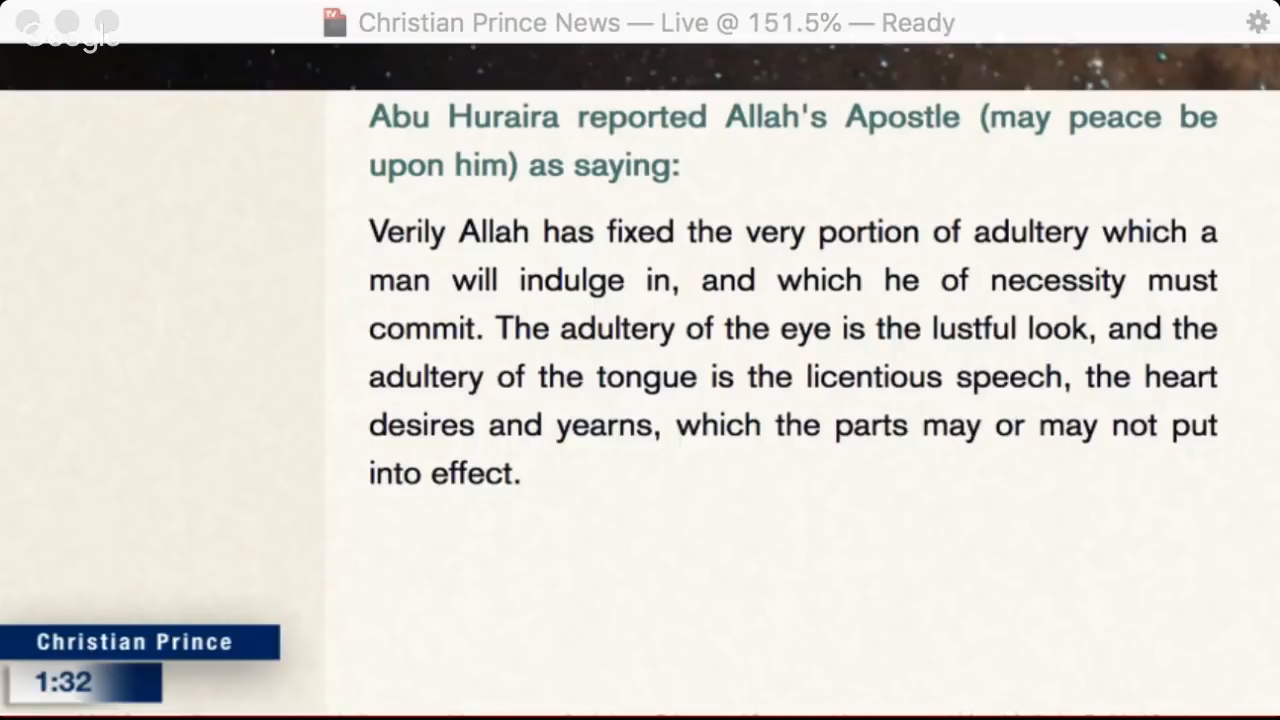 Christian Prince News — Live @ 151.5% — Ready
TV
Google
Abu Huraira reported Allah's Apostle (may peace be
upon him) as saying:
Verily Allah has fixed the very portion of adultery which a
man will indulge in, and which he of necessity must
commit. The adultery of the eye is the lustful look, and the
adultery of the tongue is the licentious speech, the heart
desires and yearns, which the parts may or may not put
into effect.
Christian Prince
1:32